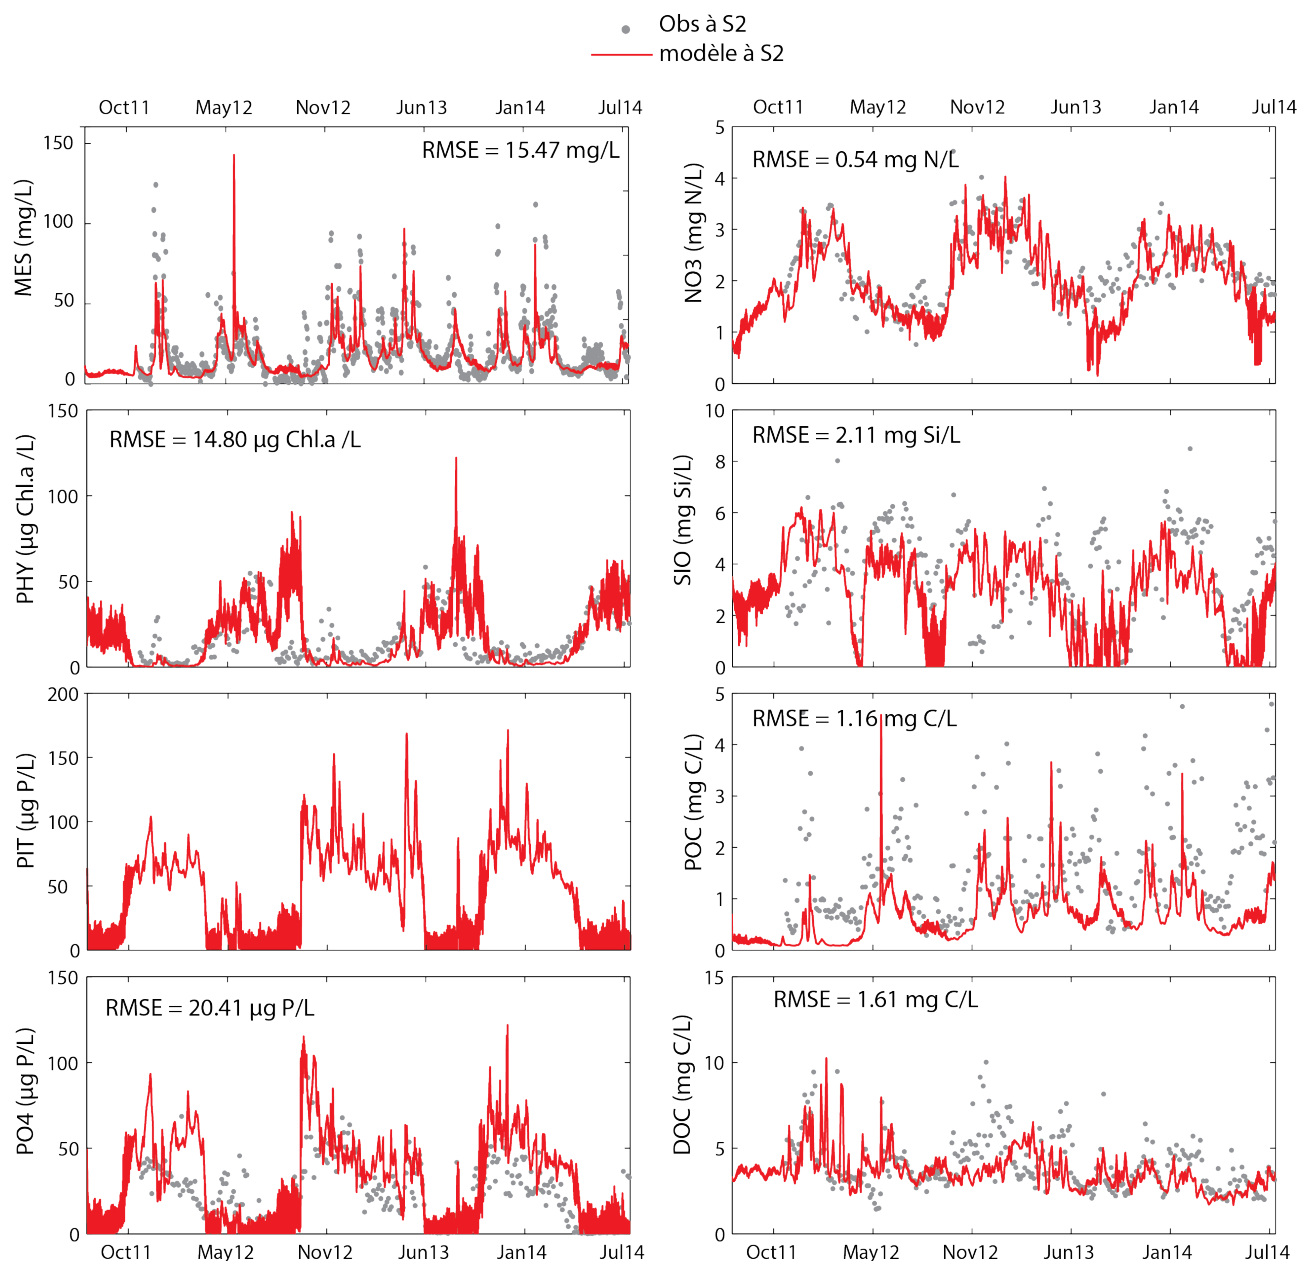 Obs à S2
modèle à S2
Oct11 May12 Nov12 Jun13 Jan14 Jul14
Oct11 May12 Nov12 Jun13 Jan14 Jul14
MES (mg/L)
150
100
50
0
RMSE = 15.47 mg/L
NO3 (mg N/L)
5
4
3
2
1
0
RMSE = 0.54 mg N/L
PHY (µg Chl.a /L)
150
100
50
0
RMSE = 14.80 µg Chl.a /L
SIO (mg Si/L)
10
8
6
4
2
0
RMSE = 2.11 mg Si/L
PIT (µg P/L)
200
150
100
50
0
POC (mg C/L)
5
4
3
2
1
0
RMSE = 1.16 mg C/L
PO4 (µg P/L)
150
100
50
0
RMSE = 20.41 µg P/L
DOC (mg C/L)
15
10
5
0
RMSE = 1.61 mg C/L
Oct11 May12 Nov12 Jun13 Jan14 Jul14
Oct11 May12 Nov12 Jun13 Jan14 Jul14